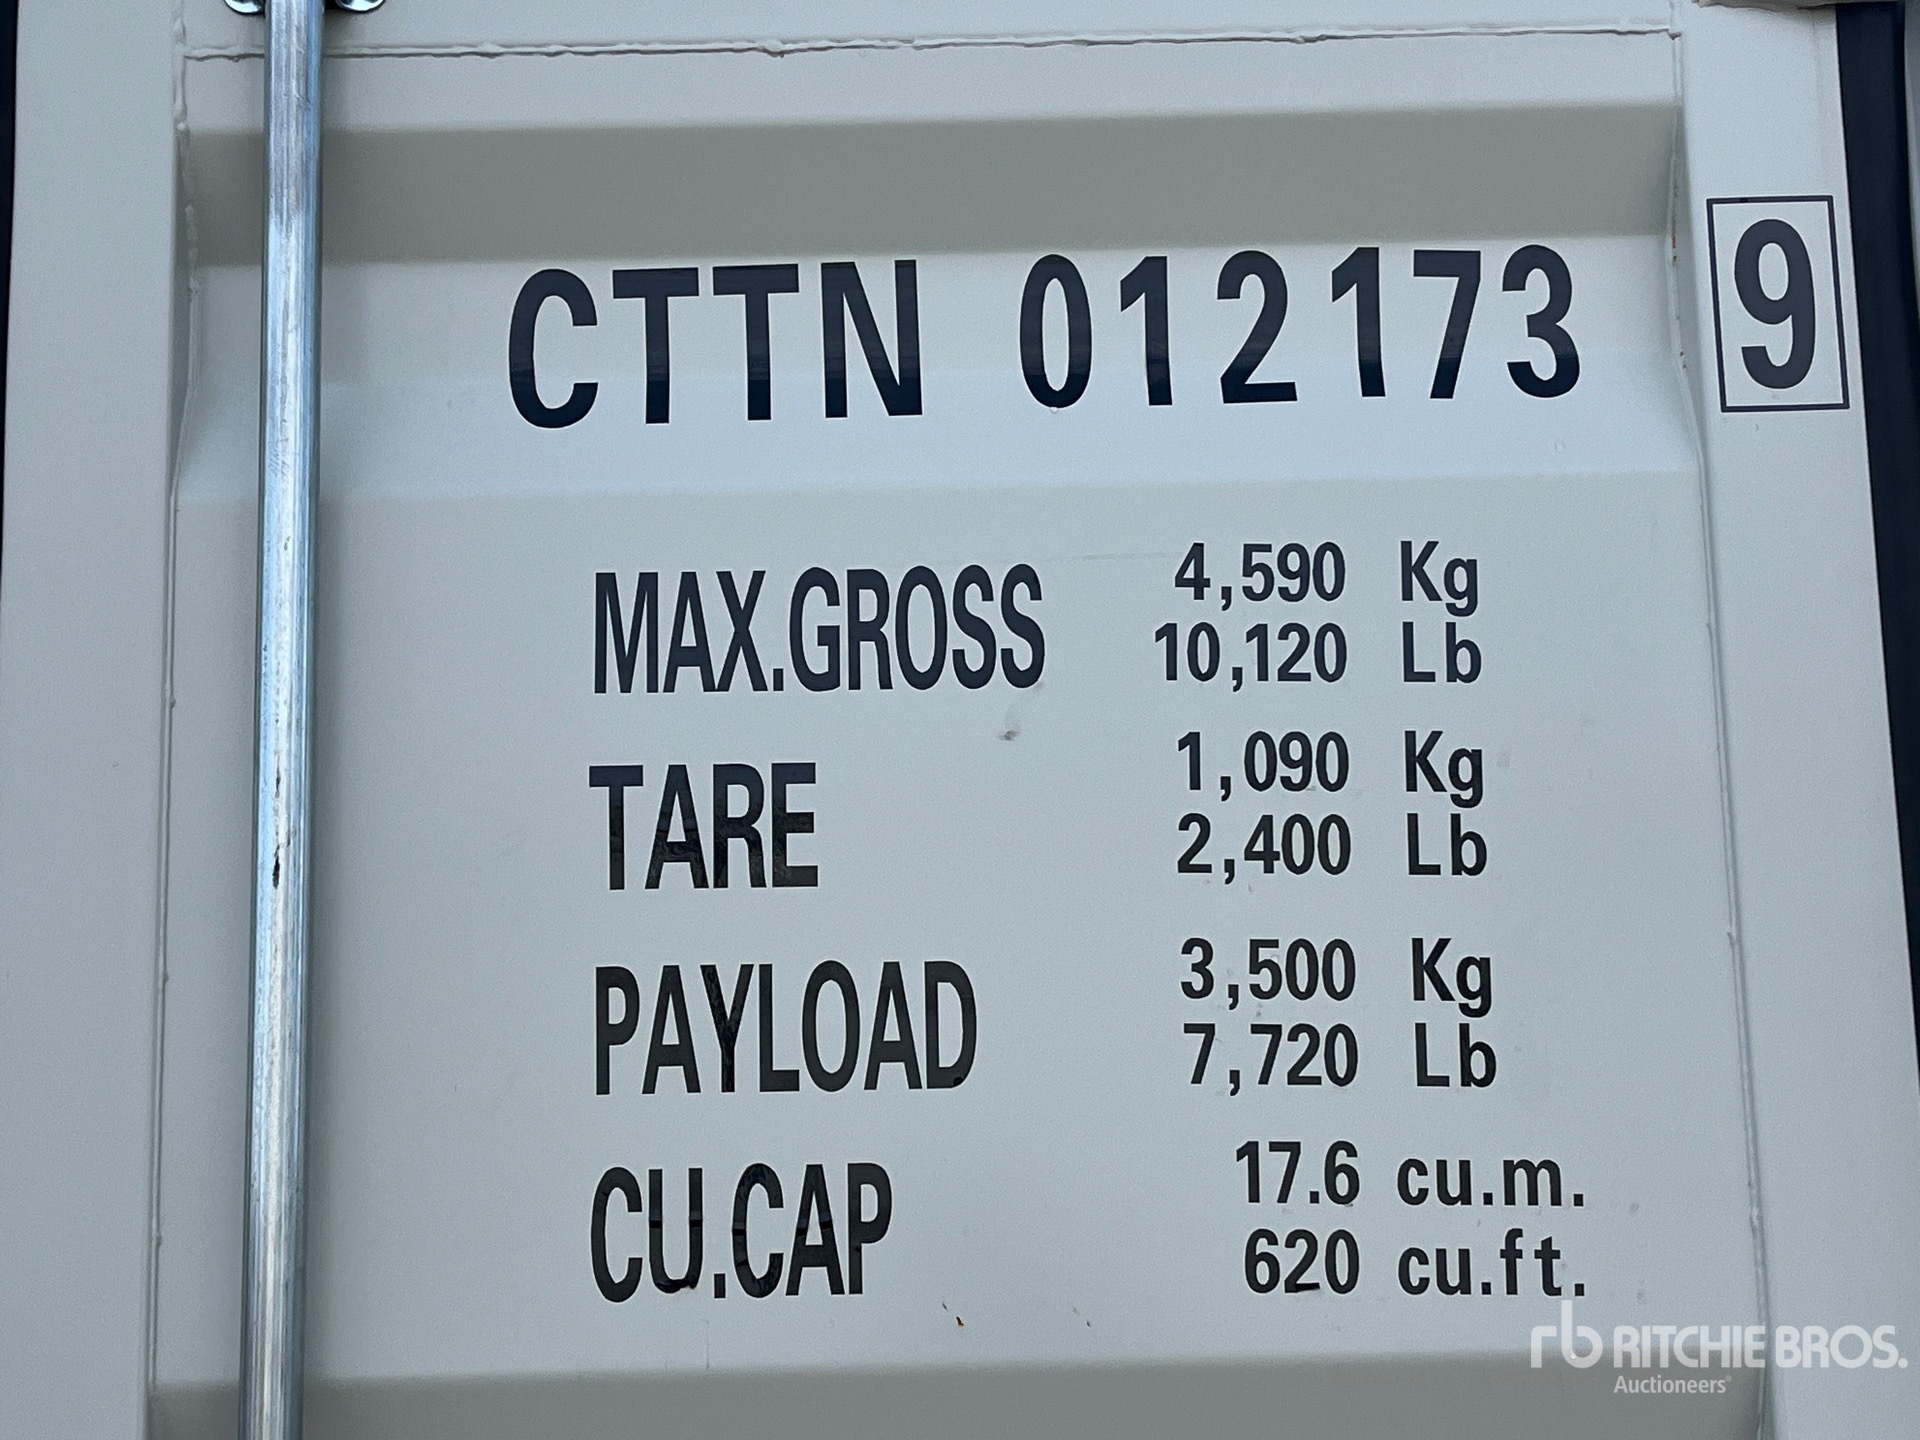 CTTN 012173 9
MAX.GROSS 4,590 Kg
10,120 Lb
TARE 1,090 Kg
2,400 Lb
PAYLOAD 3,500 Kg
7,720 Lb
CU.CAP 17.6 cu.m.
620 cu.ft.
rb RITCHIE BROS.
Auctioneers